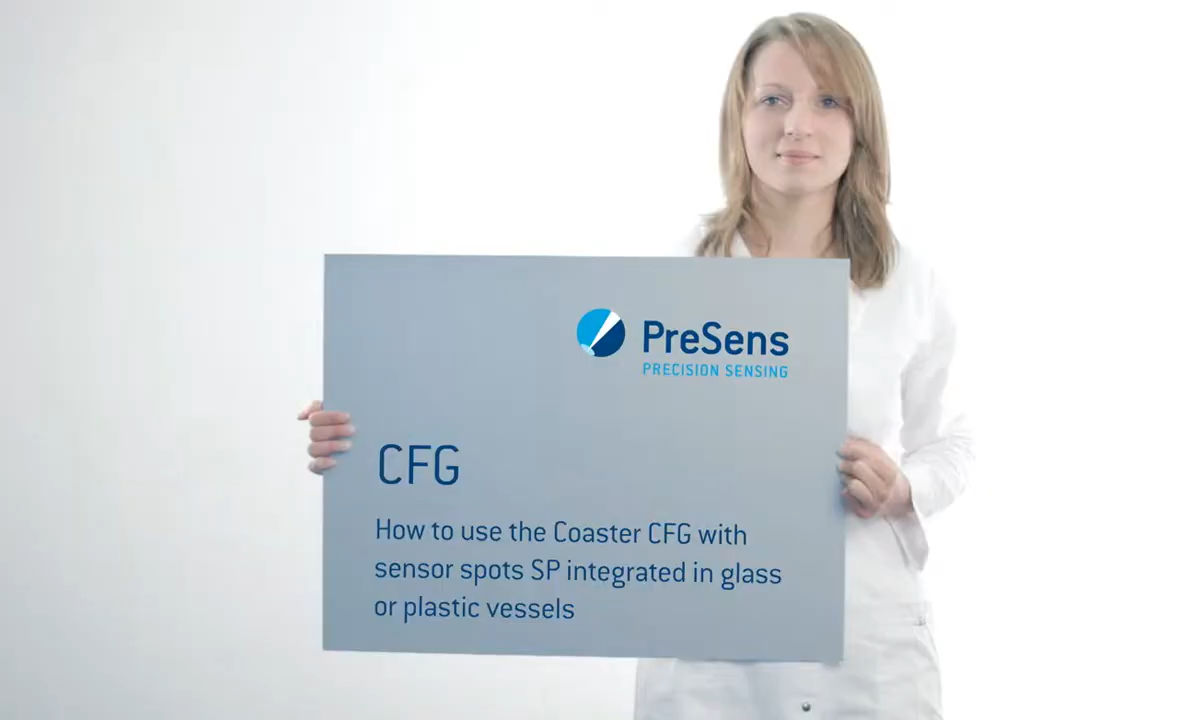 PreSens
PRECISION SENSING
CFG
How to use the Coaster CFG with
sensor spots SP integrated in glass
or plastic vessels